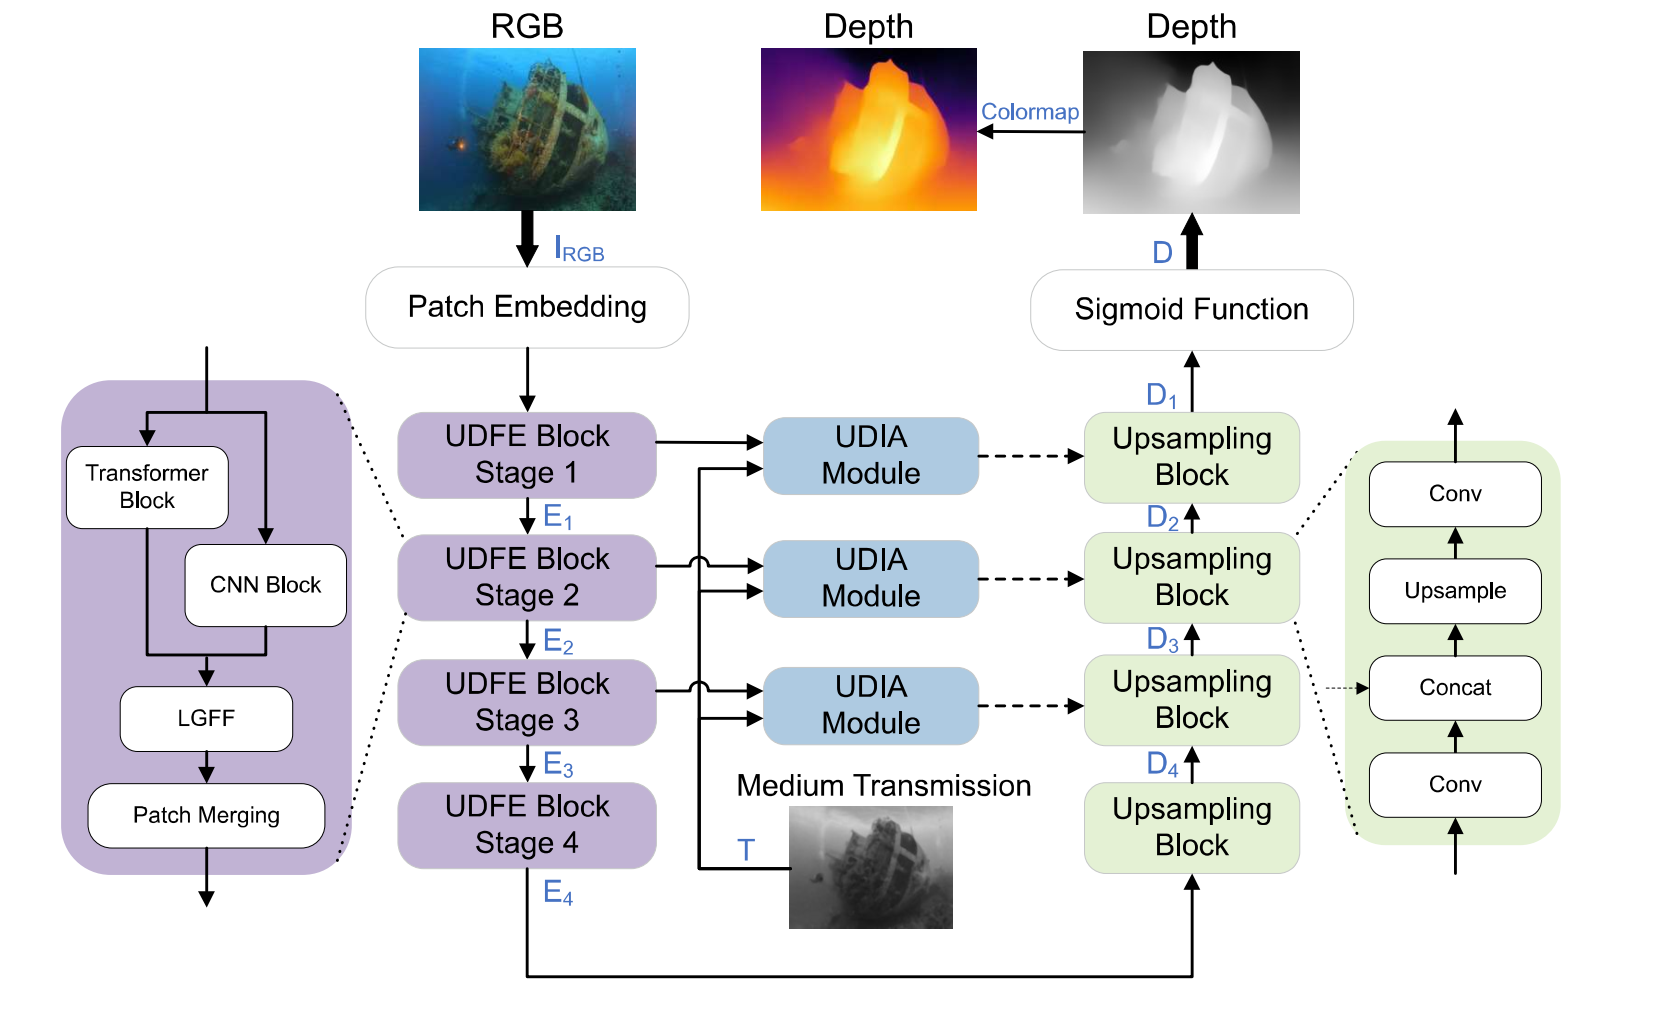 RGB
Depth
Depth
Colormap
I_RGB
D
Patch Embedding
Sigmoid Function
D_1
Transformer
Block
CNN Block
LGFF
Patch Merging
UDFE Block
Stage 1
E_1
UDFE Block
Stage 2
E_2
UDFE Block
Stage 3
E_3
UDFE Block
Stage 4
E_4
UDIA
Module
UDIA
Module
UDIA
Module
Medium Transmission
T
Upsampling
Block
D_2
Upsampling
Block
D_3
Upsampling
Block
D_4
Upsampling
Block
Conv
Upsample
Concat
Conv